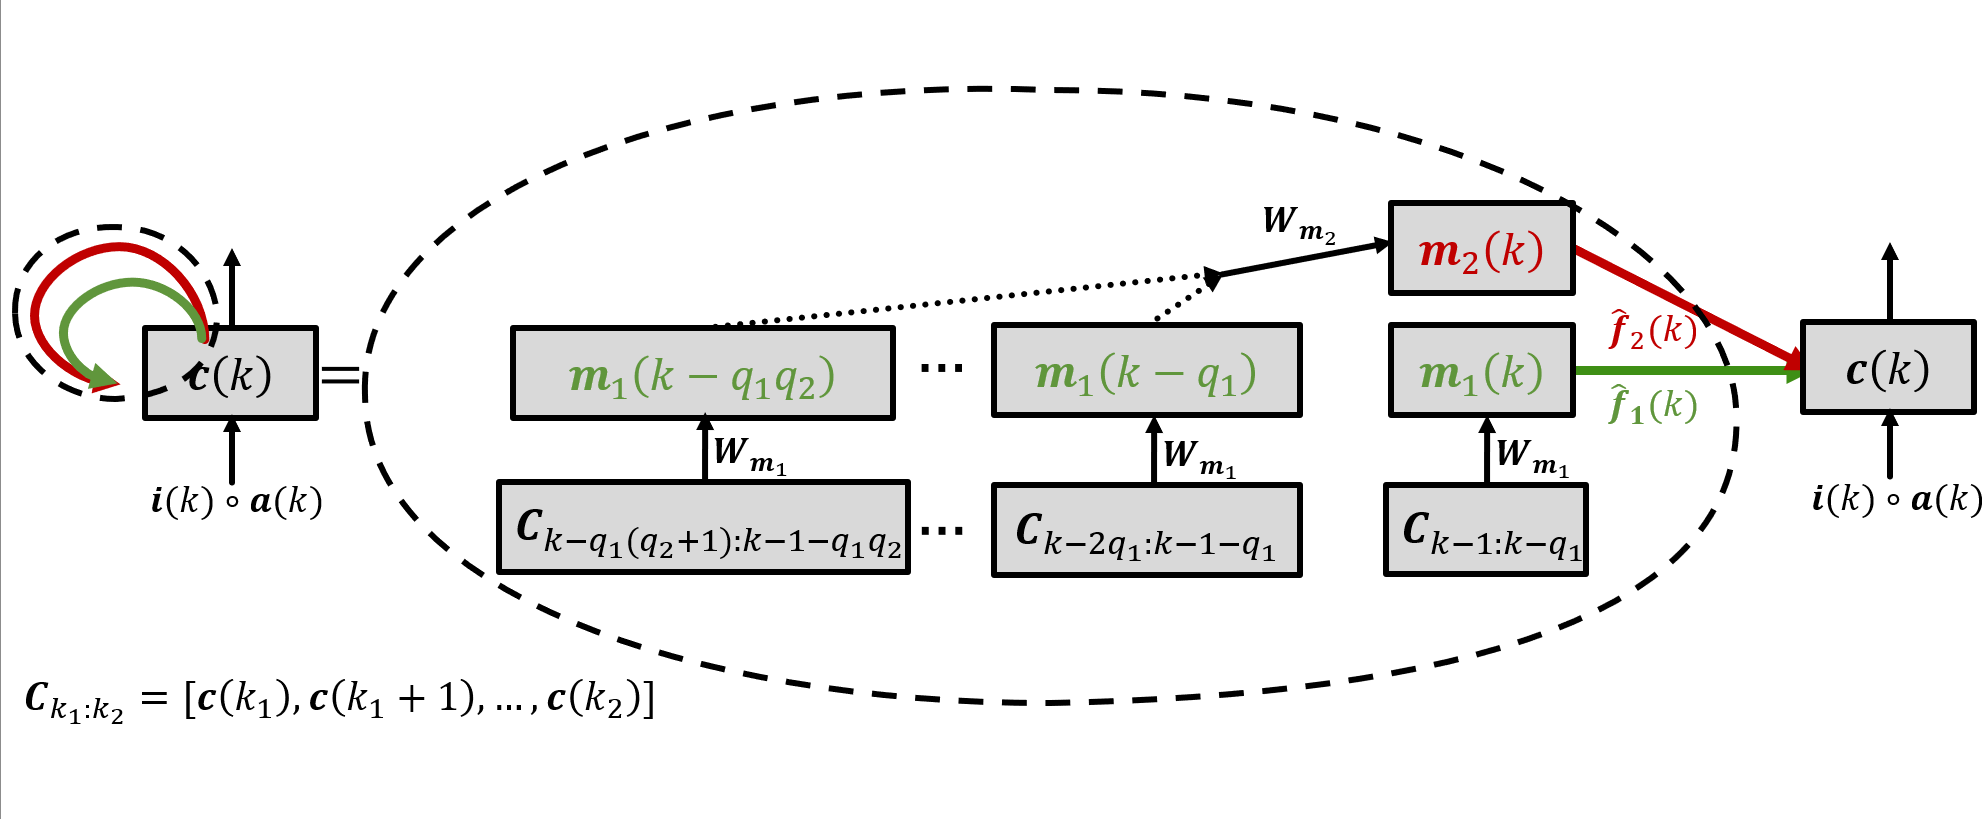 𝑾_{𝒎_2}
𝒎_2(𝑘)
𝒇̂_2(𝑘)
𝒄(𝑘)
=
𝒎_1(𝑘 − 𝑞_1𝑞_2)
⋯
𝒎_1(𝑘 − 𝑞_1)
𝒎_1(𝑘)
𝒇̂_1(𝑘)
𝒄(𝑘)
𝑾_{𝒎_1}
𝑾_{𝒎_1}
𝑾_{𝒎_1}
𝒊(𝑘) ∘ 𝒂(𝑘)
𝑪_{𝑘−𝑞_1(𝑞_2+1):𝑘−1−𝑞_1𝑞_2}
⋯
𝑪_{𝑘−2𝑞_1:𝑘−1−𝑞_1}
𝑪_{𝑘−1:𝑘−𝑞_1}
𝒊(𝑘) ∘ 𝒂(𝑘)
𝑪_{𝑘_1:𝑘_2} = [𝒄(𝑘_1), 𝒄(𝑘_1 + 1), … , 𝒄(𝑘_2)]